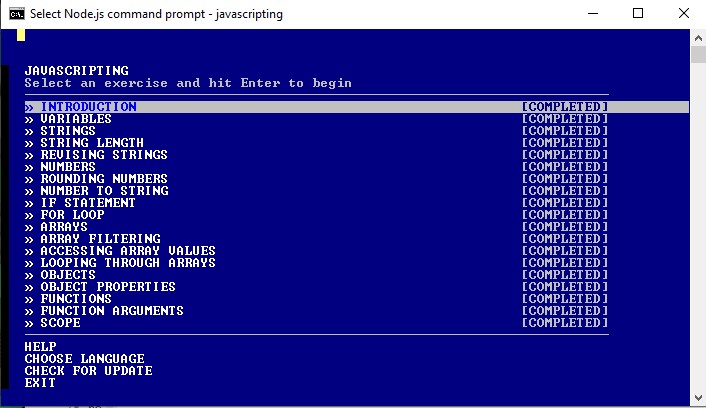 Select Node.js command prompt - javascripting
JAVASCRIPTING
Select an exercise and hit Enter to begin
» INTRODUCTION [COMPLETED]
» VARIABLES [COMPLETED]
» STRINGS [COMPLETED]
» STRING LENGTH [COMPLETED]
» REVISING STRINGS [COMPLETED]
» NUMBERS [COMPLETED]
» ROUNDING NUMBERS [COMPLETED]
» NUMBER TO STRING [COMPLETED]
» IF STATEMENT [COMPLETED]
» FOR LOOP [COMPLETED]
» ARRAYS [COMPLETED]
» ARRAY FILTERING [COMPLETED]
» ACCESSING ARRAY VALUES [COMPLETED]
» LOOPING THROUGH ARRAYS [COMPLETED]
» OBJECTS [COMPLETED]
» OBJECT PROPERTIES [COMPLETED]
» FUNCTIONS [COMPLETED]
» FUNCTION ARGUMENTS [COMPLETED]
» SCOPE [COMPLETED]
HELP
CHOOSE LANGUAGE
CHECK FOR UPDATE
EXIT